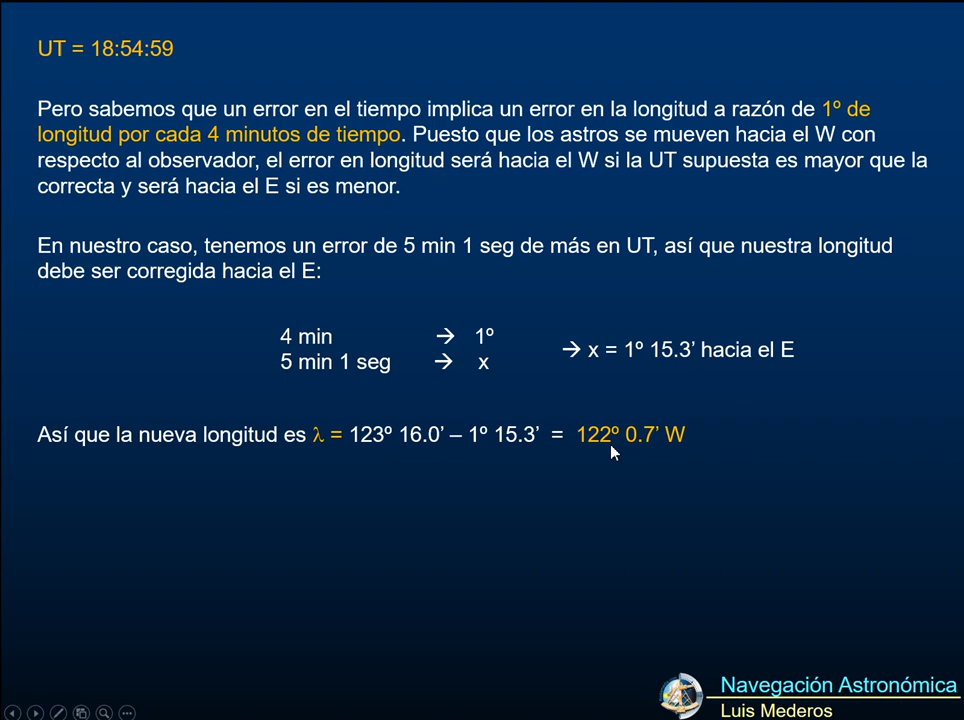 UT = 18:54:59
Pero sabemos que un error en el tiempo implica un error en la longitud a razón de 1º de
longitud por cada 4 minutos de tiempo. Puesto que los astros se mueven hacia el W con
respecto al observador, el error en longitud será hacia el W si la UT supuesta es mayor que la
correcta y será hacia el E si es menor.
En nuestro caso, tenemos un error de 5 min 1 seg de más en UT, así que nuestra longitud
debe ser corregida hacia el E:
4 min → 1º
5 min 1 seg → x
→ x = 1º 15.3’ hacia el E
Así que la nueva longitud es λ = 123º 16.0’ – 1º 15.3’ = 122º 0.7’ W
Navegación Astronómica
Luis Mederos